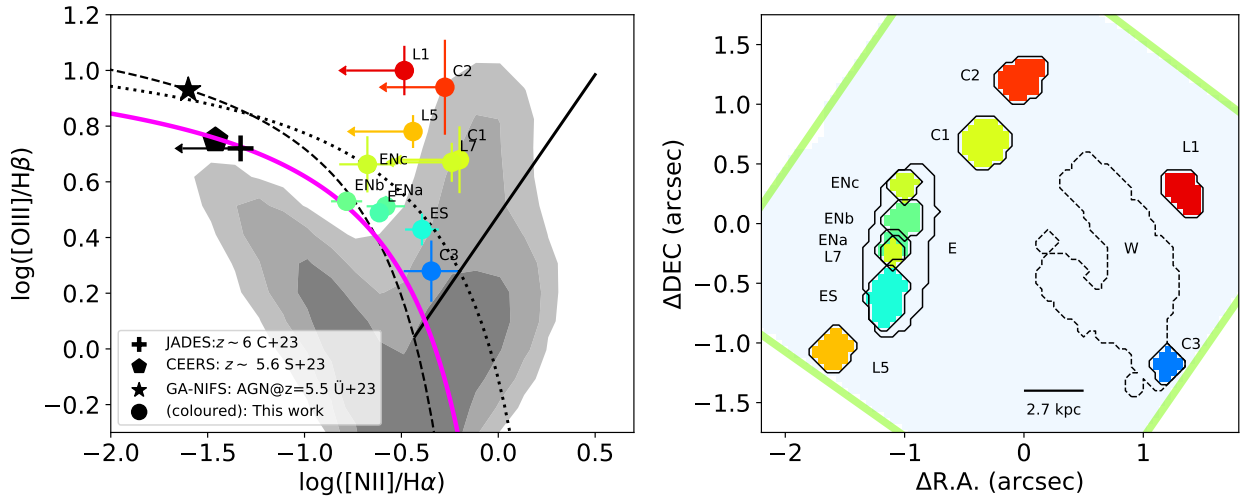 1.2
1.0
0.8
0.6
0.4
0.2
0.0
−0.2
log([OIII]/Hβ)
L1
C2
L5
C1
L7
ENc
ENb
ENa
E
ES
C3
JADES:z~6 C+23
CEERS: z~ 5.6 S+23
GA-NIFS: AGN@z=5.5 Ü+23
(coloured): This work
−2.0 −1.5 −1.0 −0.5 0.0 0.5
log([NII]/Hα)
1.5
1.0
0.5
0.0
−0.5
−1.0
−1.5
ΔDEC (arcsec)
C2
C1
L1
ENc
ENb
ENa
E
W
L7
ES
C3
L5
2.7 kpc
−2 −1 0 1
ΔR.A. (arcsec)